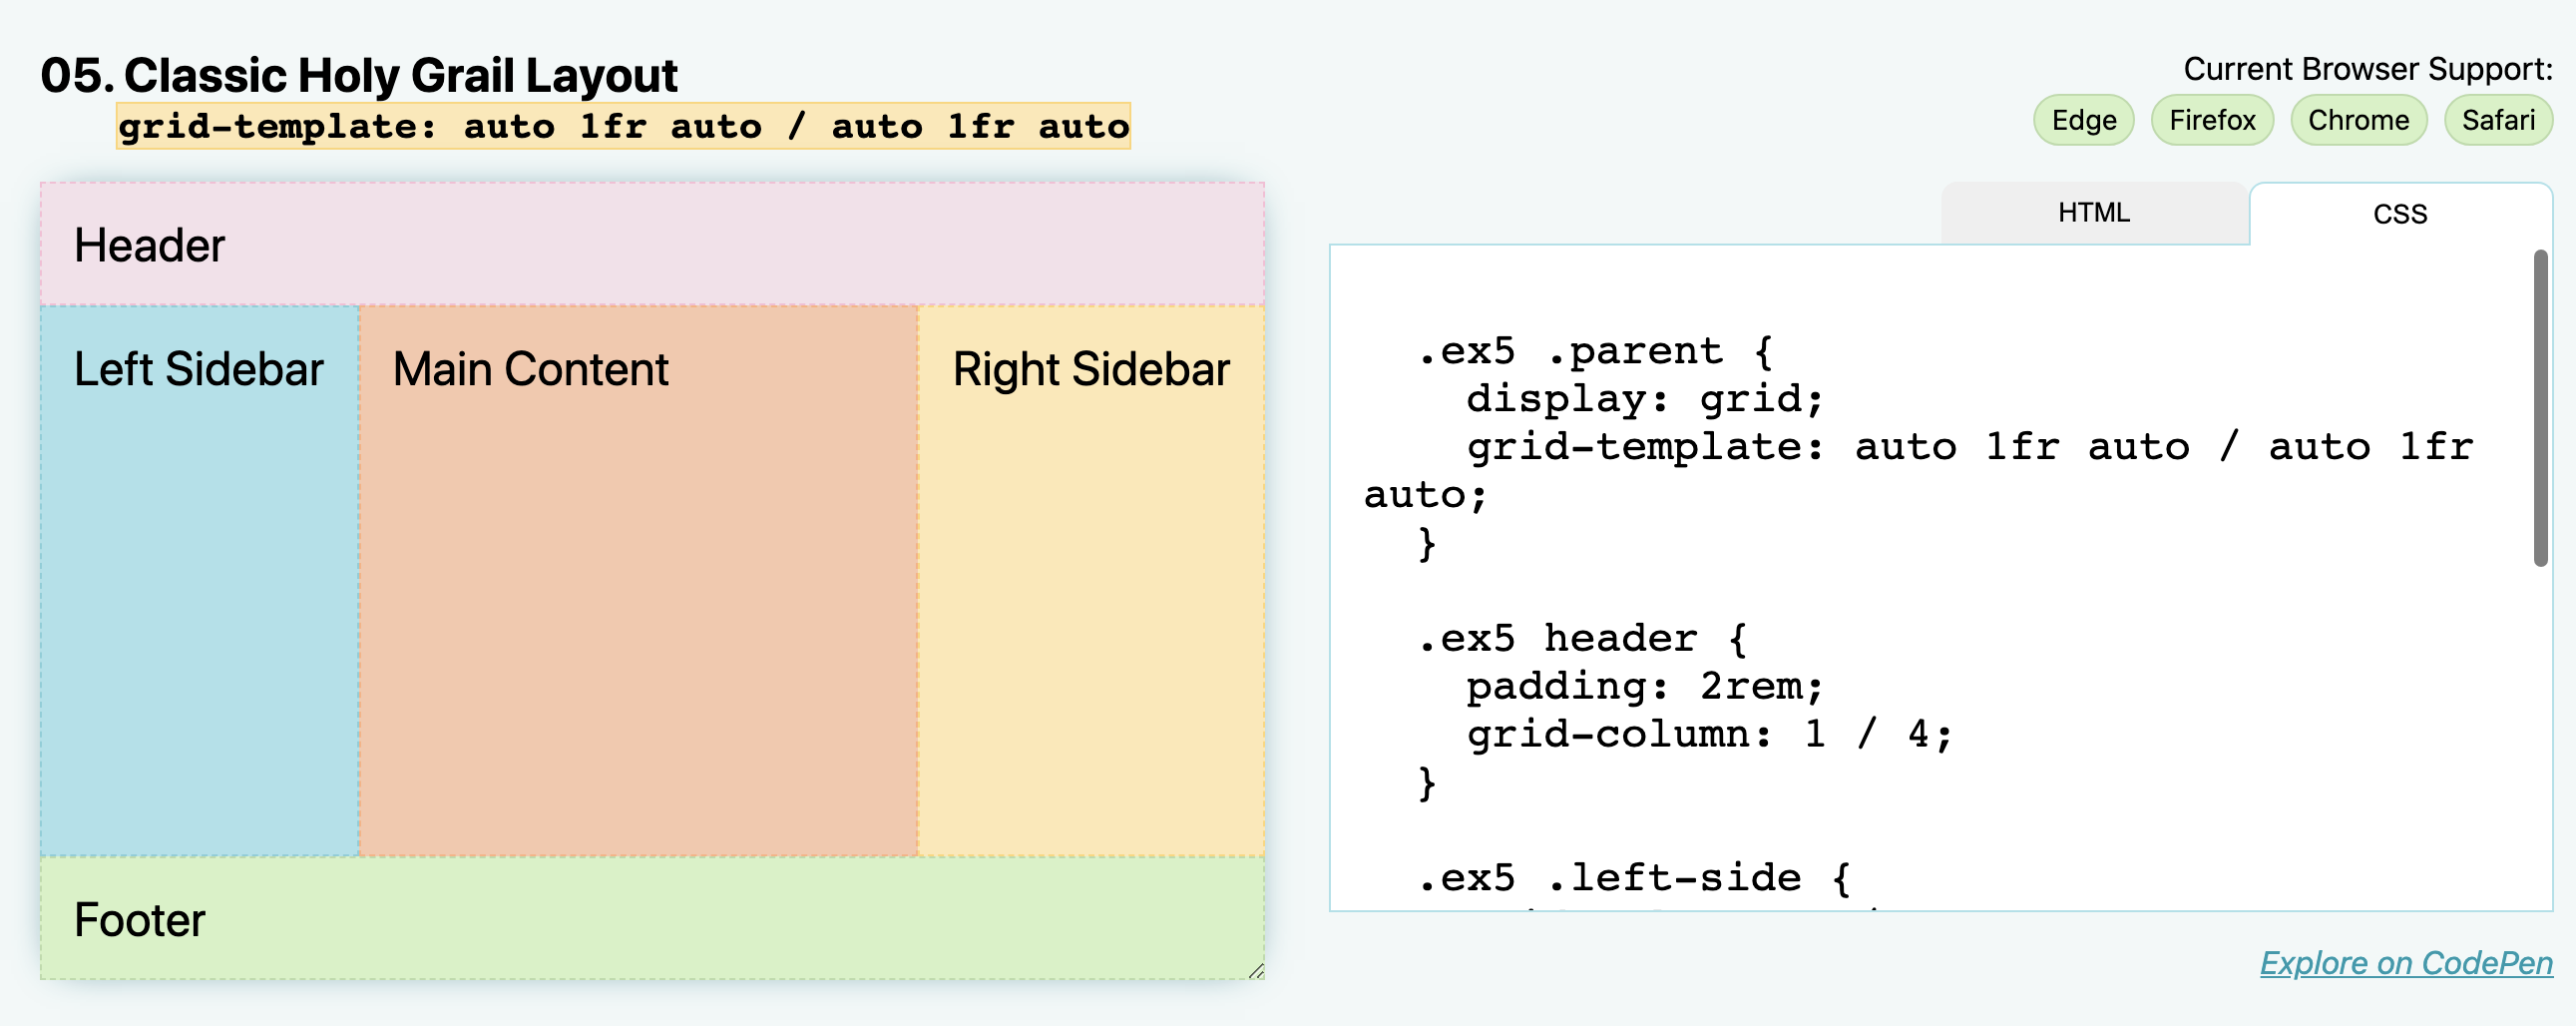 05. Classic Holy Grail Layout
grid-template: auto 1fr auto / auto 1fr auto
Current Browser Support:
Edge Firefox Chrome Safari
Header
Left Sidebar Main Content Right Sidebar
Footer
HTML CSS
.ex5 .parent {
display: grid;
grid-template: auto 1fr auto / auto 1fr
auto;
}
.ex5 header {
padding: 2rem;
grid-column: 1 / 4;
}
.ex5 .left-side {
Explore on CodePen